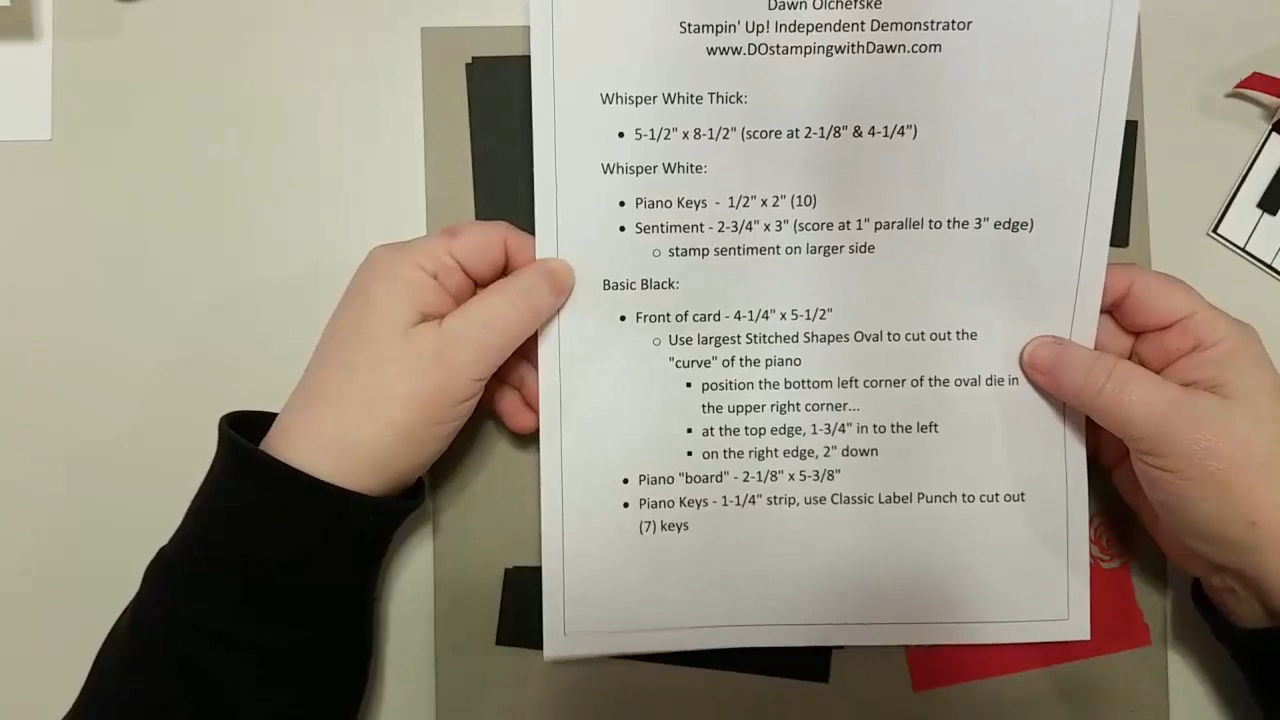 Dawn Olchefske
Stampin' Up! Independent Demonstrator
www.DOstampingwithDawn.com
Whisper White Thick:
• 5-1/2" x 8-1/2" (score at 2-1/8" & 4-1/4")
Whisper White:
• Piano Keys - 1/2" x 2" (10)
• Sentiment - 2-3/4" x 3" (score at 1" parallel to the 3" edge)
o stamp sentiment on larger side
Basic Black:
• Front of card - 4-1/4" x 5-1/2"
o Use largest Stitched Shapes Oval to cut out the
"curve" of the piano
▪ position the bottom left corner of the oval die in
the upper right corner...
▪ at the top edge, 1-3/4" in to the left
▪ on the right edge, 2" down
• Piano "board" - 2-1/8" x 5-3/8"
• Piano Keys - 1-1/4" strip, use Classic Label Punch to cut out
(7) keys